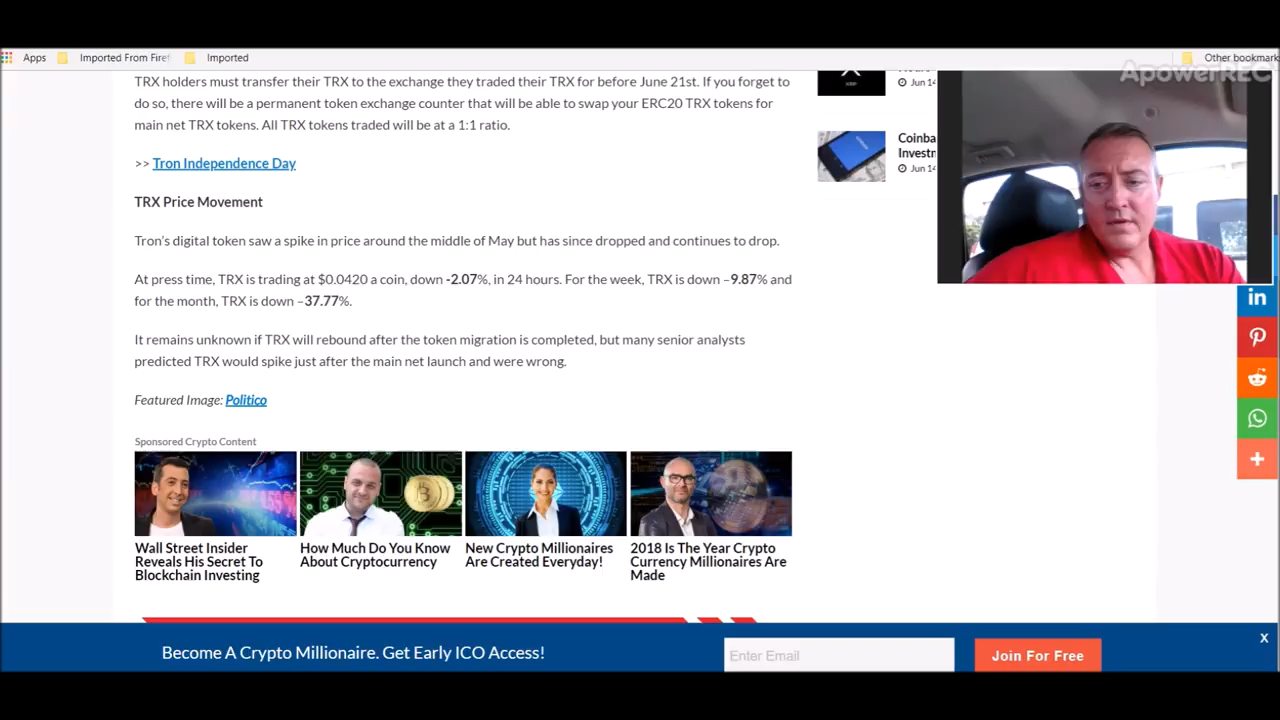 Apps
Imported From Firef
Imported
Other bookmark
ApowerREC
TRX holders must transfer their TRX to the exchange they traded their TRX for before June 21st. If you forget to
do so, there will be a permanent token exchange counter that will be able to swap your ERC20 TRX tokens for
main net TRX tokens. All TRX tokens traded will be at a 1:1 ratio.
>> Tron Independence Day
TRX Price Movement
Tron's digital token saw a spike in price around the middle of May but has since dropped and continues to drop.
At press time, TRX is trading at $0.0420 a coin, down -2.07%, in 24 hours. For the week, TRX is down –9.87% and
for the month, TRX is down –37.77%.
It remains unknown if TRX will rebound after the token migration is completed, but many senior analysts
predicted TRX would spike just after the main net launch and were wrong.
Featured Image: Politico
Jun 14
Coinba
Investn
Jun 14
in
Sponsored Crypto Content
Wall Street Insider
Reveals His Secret To
Blockchain Investing
How Much Do You Know
About Cryptocurrency
New Crypto Millionaires
Are Created Everyday!
2018 Is The Year Crypto
Currency Millionaires Are
Made
Become A Crypto Millionaire. Get Early ICO Access!
Enter Email
Join For Free
X